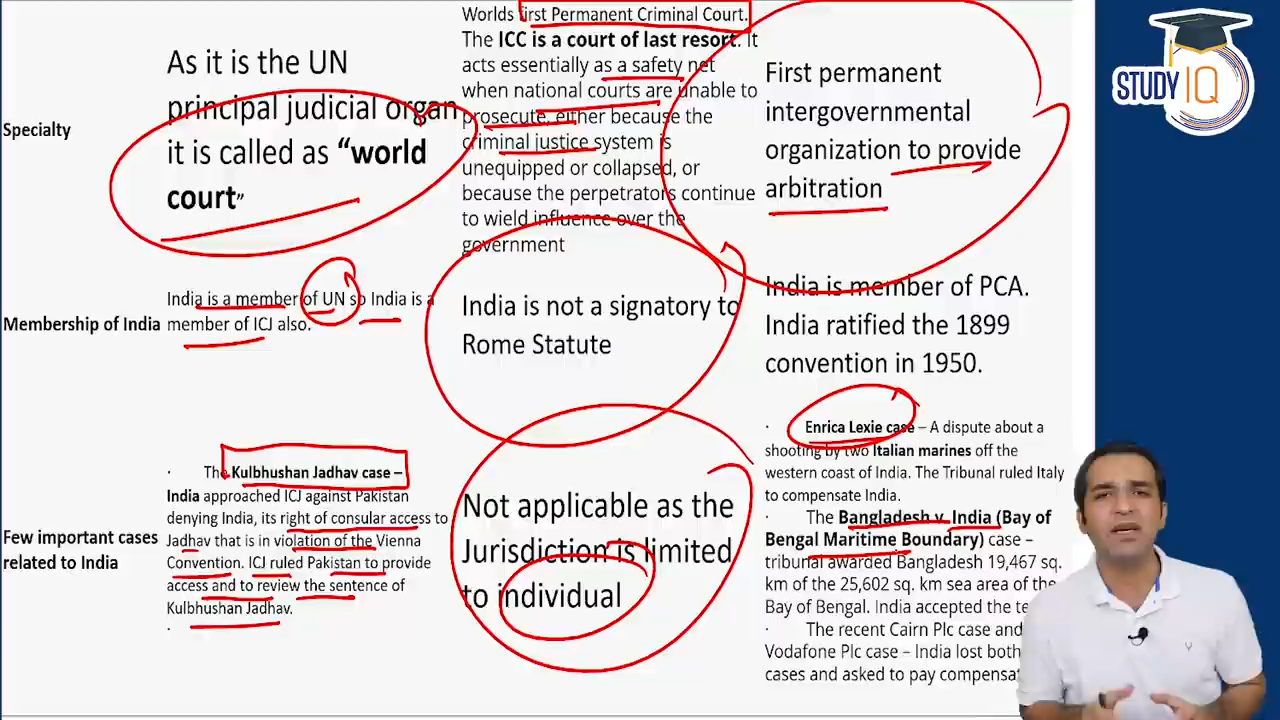 Worlds first Permanent Criminal Court.
The ICC is a court of last resort. It
acts essentially as a safety net
when national courts are unable to
prosecute, either because the
criminal justice system is
unequipped or collapsed, or
because the perpetrators continue
to wield influence over the
government
STUDY IQ
Specialty
As it is the UN
principal judicial organ
it is called as “world
court”
First permanent
intergovernmental
organization to provide
arbitration
Membership of India
India is a member of UN so India is a
member of ICJ also.
India is not a signatory to
Rome Statute
India is member of PCA.
India ratified the 1899
convention in 1950.
Few important cases
related to India
· The Kulbhushan Jadhav case –
India approached ICJ against Pakistan
denying India, its right of consular access to
Jadhav that is in violation of the Vienna
Convention. ICJ ruled Pakistan to provide
access and to review the sentence of
Kulbhushan Jadhav.
·
Not applicable as the
Jurisdiction is limited
to individual
· Enrica Lexie case – A dispute about a
shooting by two Italian marines off the
western coast of India. The Tribunal ruled Italy
to compensate India.
· The Bangladesh v. India (Bay of
Bengal Maritime Boundary) case –
tribunal awarded Bangladesh 19,467 sq.
km of the 25,602 sq. km sea area of the
Bay of Bengal. India accepted the
· The recent Cairn Plc case and
Vodafone Plc case – India lost both
cases and asked to pay